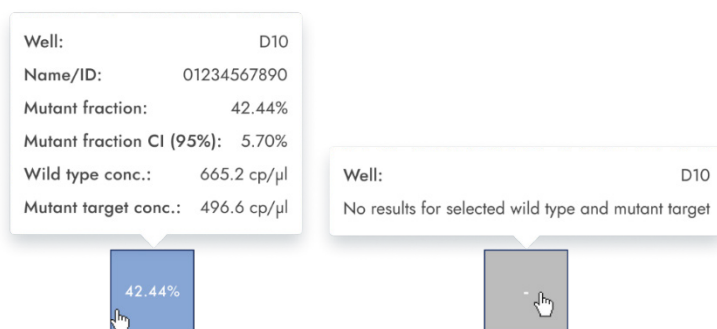 Well: D10
Name/ID: 01234567890
Mutant fraction: 42.44%
Mutant fraction CI (95%): 5.70%
Wild type conc.: 665.2 cp/µl
Mutant target conc.: 496.6 cp/µl
42.44%
Well: D10
No results for selected wild type and mutant target
-